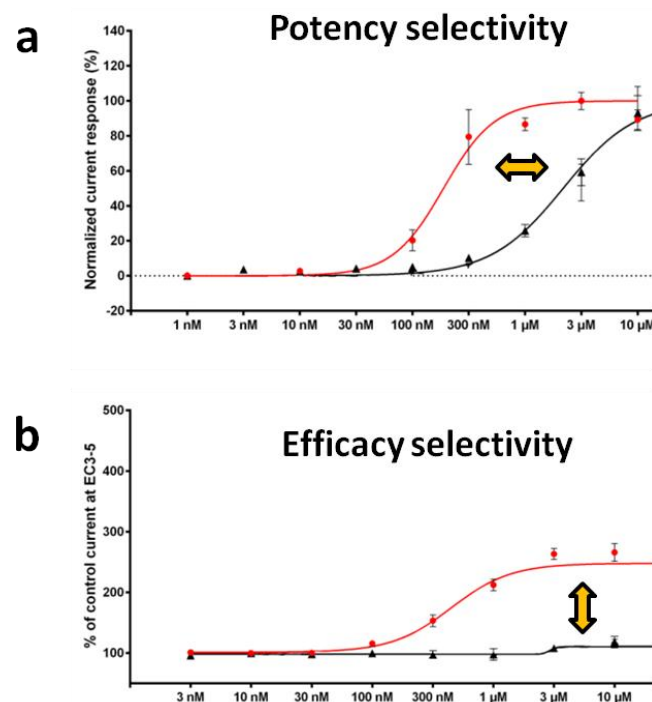 a
Potency selectivity
Normalized current response (%)
140
120
100
80
60
40
20
0
-20
1 nM 3 nM 10 nM 30 nM 100 nM 300 nM 1 µM 3 µM 10 µM
b
Efficacy selectivity
% of control current at EC3-5
500
400
300
200
100
3 nM 10 nM 30 nM 100 nM 300 nM 1 µM 3 µM 10 µM